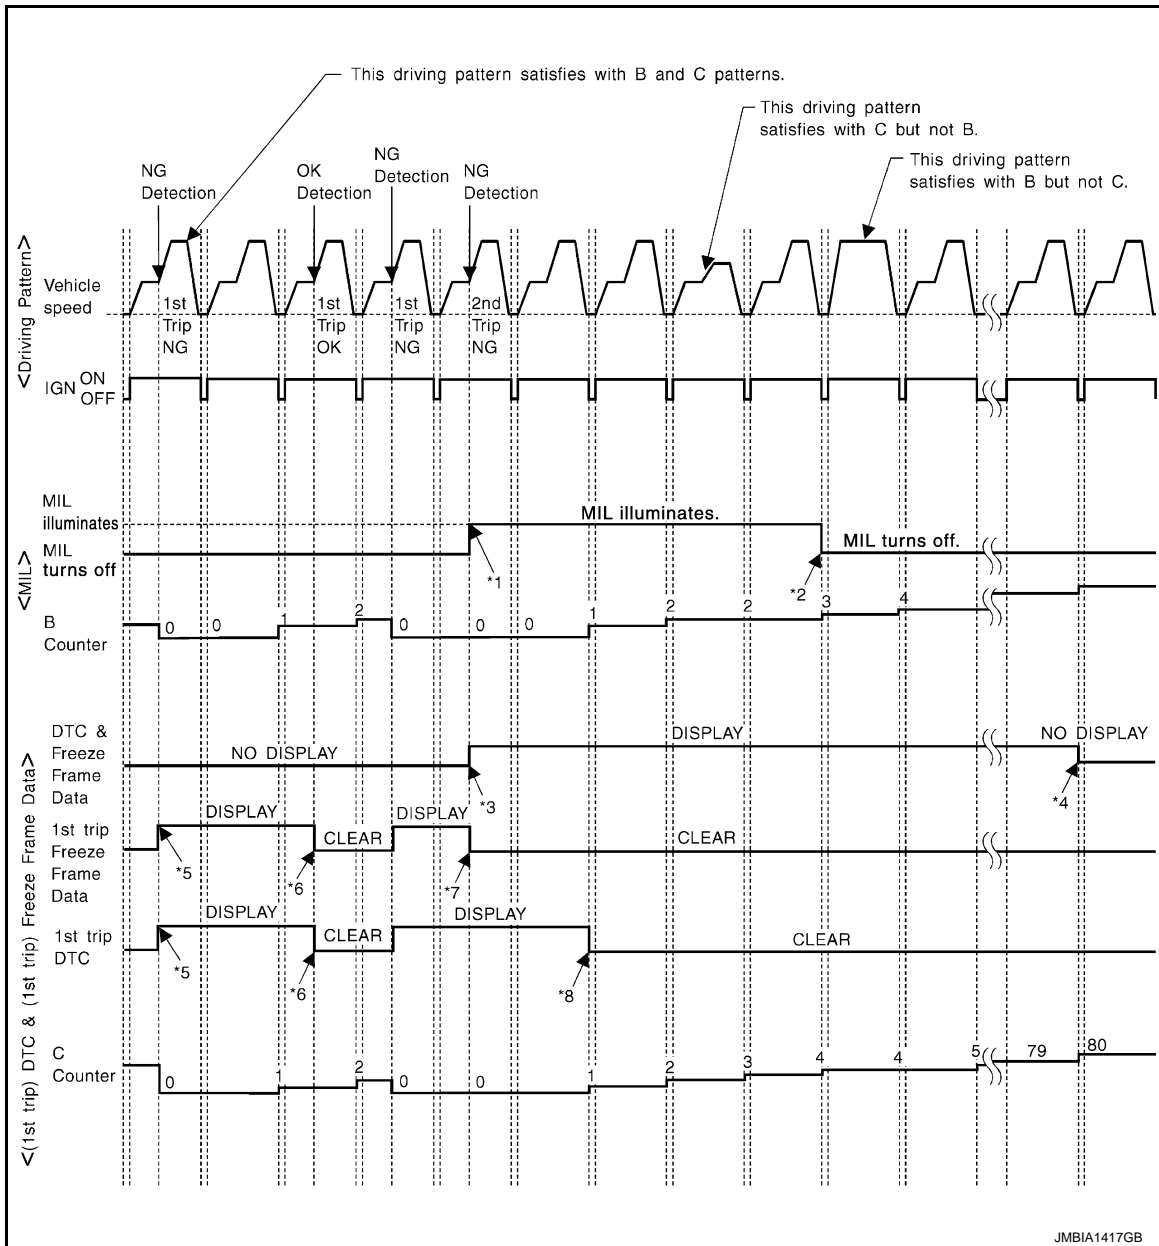 This driving pattern satisfies with B and C patterns.
This driving pattern
satisfies with C but not B.
This driving pattern
satisfies with B but not C.
NG
Detection
OK
Detection
NG
Detection
NG
Detection
<Driving Pattern>
Vehicle
speed
1st
Trip
NG
1st
Trip
OK
1st
Trip
NG
2nd
Trip
NG
IGN ON
OFF
<MIL>
MIL
illuminates
MIL illuminates.
MIL
turns off
MIL turns off.
*1
*2
B
Counter
0 0 1 2 0 0 0 1 2 2 3 4
<(1st trip) DTC & (1st trip) Freeze Frame Data>
DTC &
Freeze
Frame
Data
NO DISPLAY
DISPLAY
NO DISPLAY
*3
*4
1st trip
Freeze
Frame
Data
DISPLAY
CLEAR
DISPLAY
CLEAR
*5
*6
*7
1st trip
DTC
DISPLAY
CLEAR
DISPLAY
CLEAR
*5
*6
*8
C
Counter
0 1 2 0 0 1 2 3 4 4 5 79 80
JMBIA1417GB